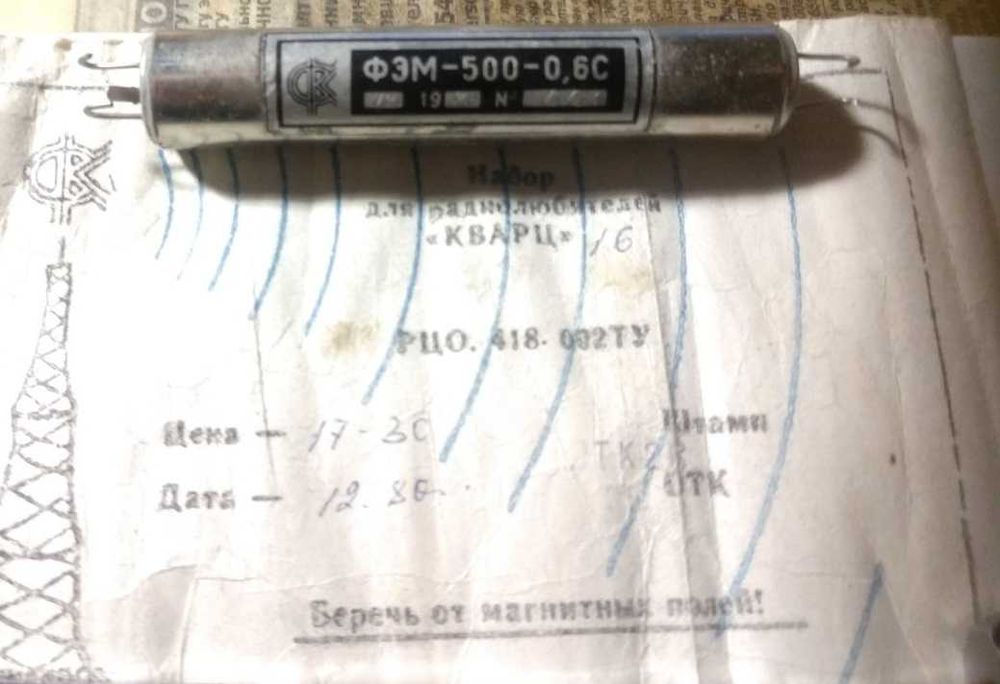 ФЭМ-500-0,6С
19 N
Набор
для радиолюбителей
«КВАРЦ» 16
РЦО. 418. 002ТУ
Цена — 17-30
Штамп
Дата — 12.80
ОТК
Беречь от магнитных полей!